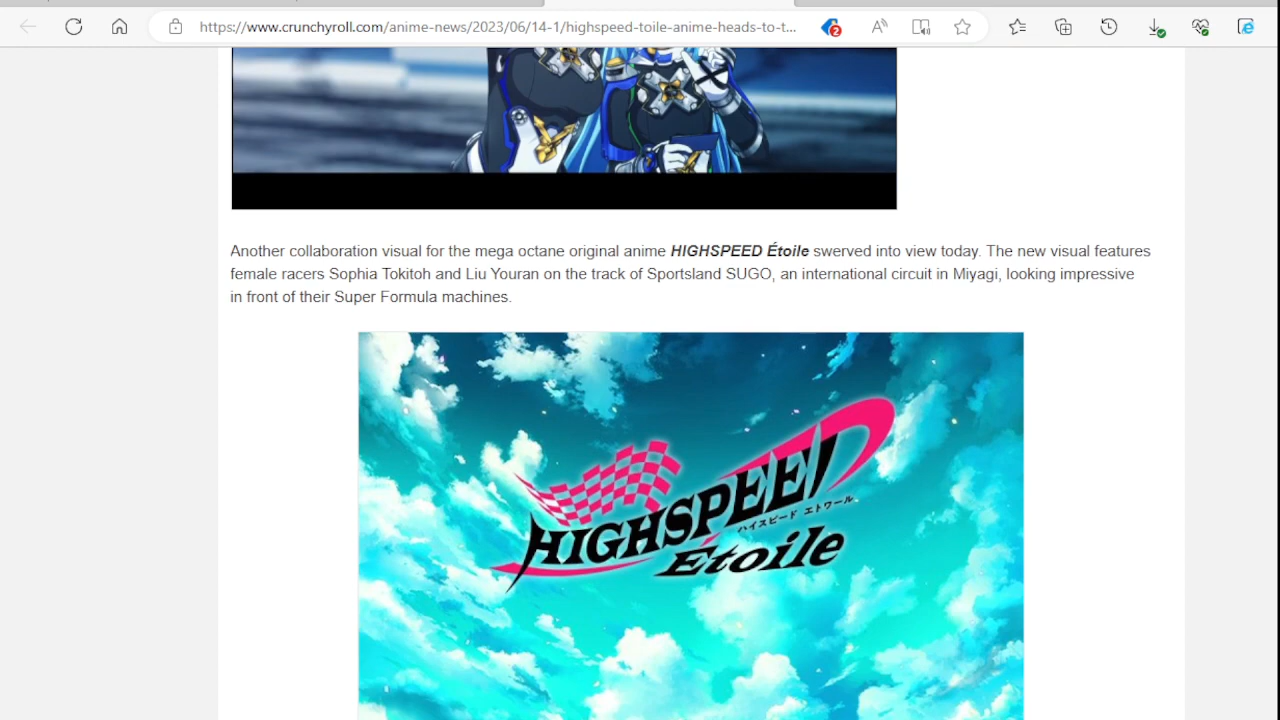 https://www.crunchyroll.com/anime-news/2023/06/14-1/highspeed-toile-anime-heads-to-t...
2
Another collaboration visual for the mega octane original anime HIGHSPEED Étoile swerved into view today. The new visual features
female racers Sophia Tokitoh and Liu Youran on the track of Sportsland SUGO, an international circuit in Miyagi, looking impressive
in front of their Super Formula machines.
HIGHSPEED
ハイスピード エトワール
Étoile